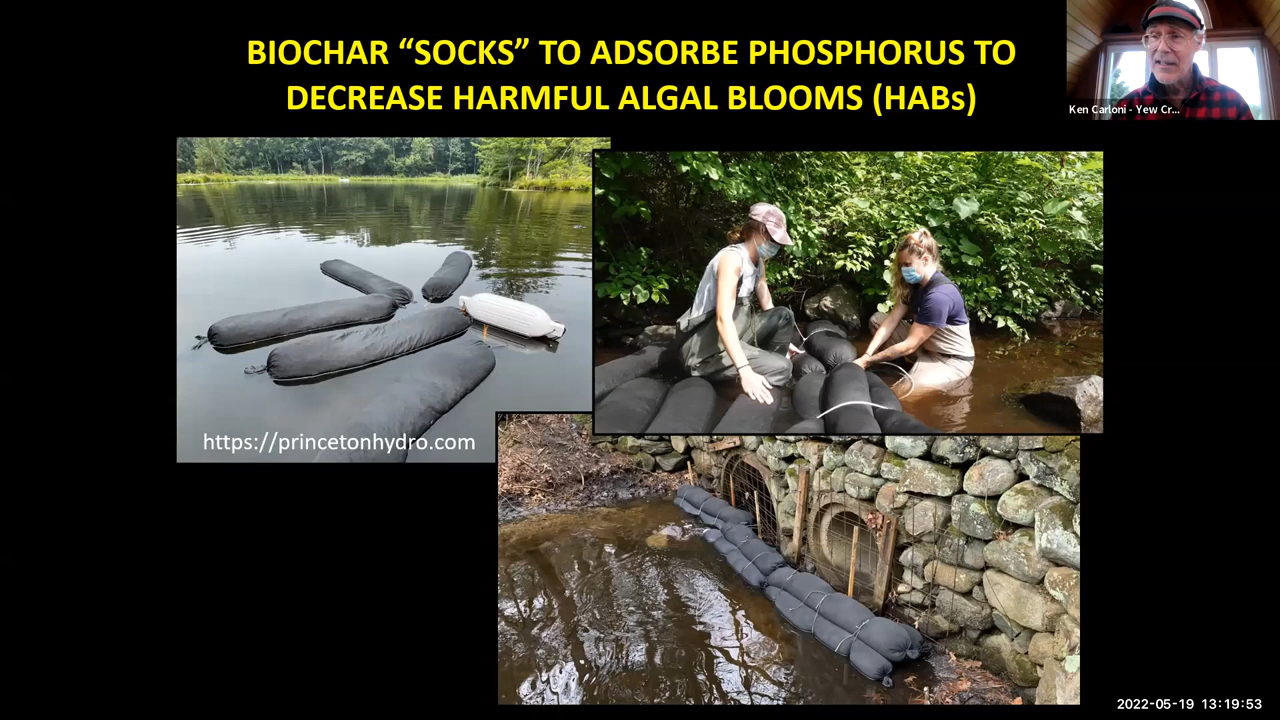 BIOCHAR “SOCKS” TO ADSORBE PHOSPHORUS TO
DECREASE HARMFUL ALGAL BLOOMS (HABs)
Ken Carloni - Yew Cr...
https://princetonhydro.com
2022-05-19 13:19:53